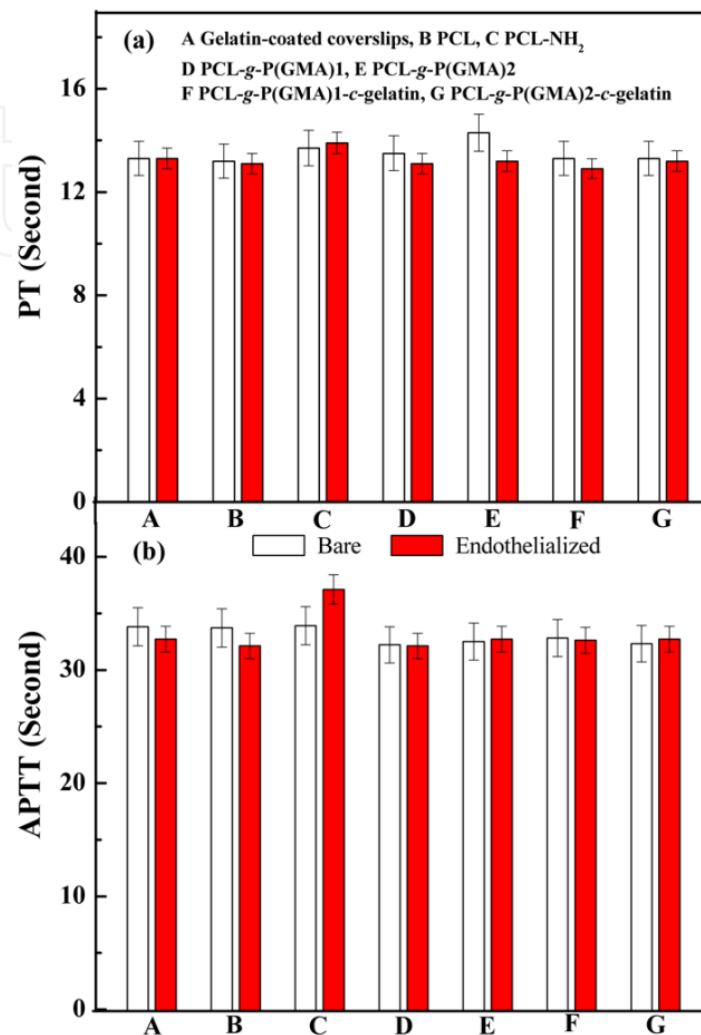 (a)
A Gelatin-coated coverslips, B PCL, C PCL-NH₂
D PCL-g-P(GMA)1, E PCL-g-P(GMA)2
F PCL-g-P(GMA)1-c-gelatin, G PCL-g-P(GMA)2-c-gelatin
16
12
8
4
0
PT (Second)
A B C D E F G
(b)
Bare
Endothelialized
40
30
20
10
0
APTT (Second)
A B C D E F G